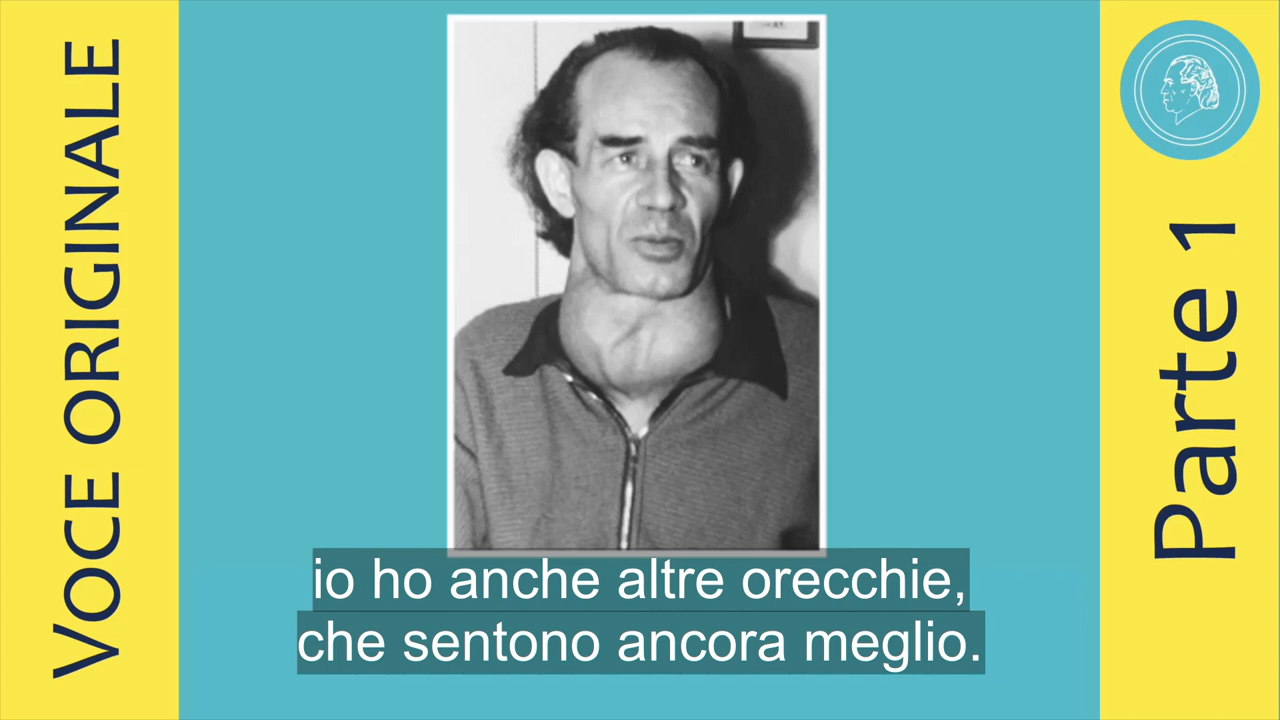 VOCE ORIGINALE
Parte 1
io ho anche altre orecchie,
che sentono ancora meglio.